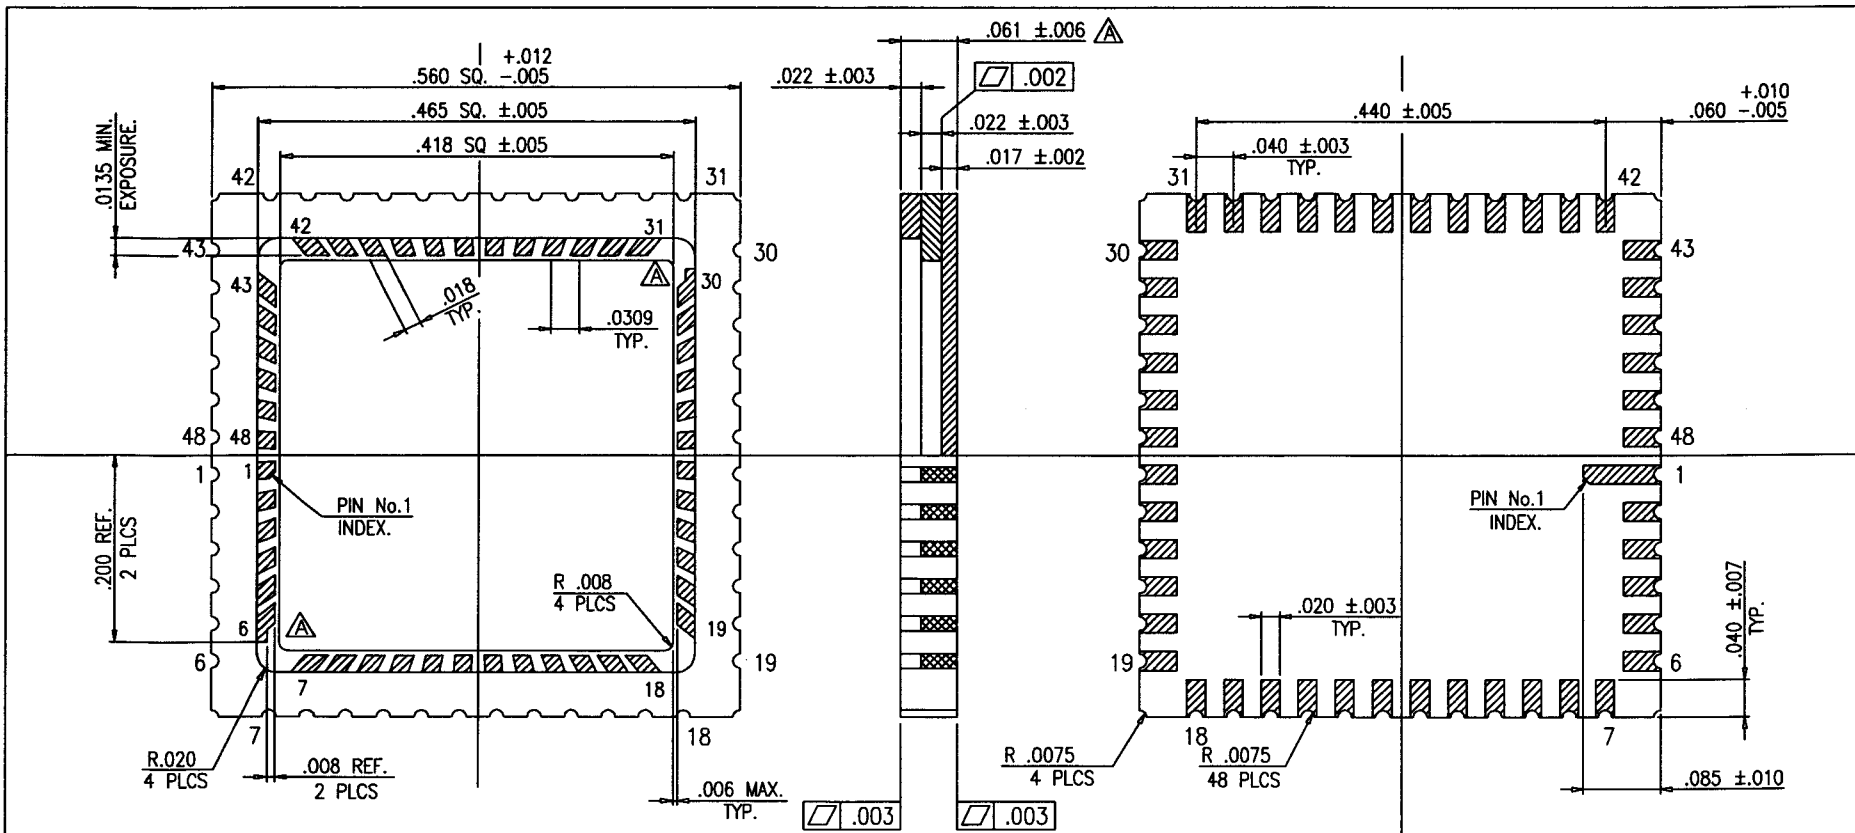 +.012
.560 SQ. -.005
.465 SQ. ±.005
.418 SQ ±.005
.0135 MIN.
EXPOSURE.
42
31
42
31
43
30
43
30
A
.018
TYP.
.0309
TYP.
48
48
1
1
PIN No.1
INDEX.
.200 REF.
2 PLCS
R .008
4 PLCS
6
A
19
6
19
7
18
7
18
R.020
4 PLCS
.008 REF.
2 PLCS
.006 MAX.
TYP.
.061 ±.006 A
.022 ±.003
.002
.022 ±.003
.017 ±.002
.003
.003
+.010
.440 ±.005
.060 -.005
.040 ±.003
TYP.
31
42
30
43
48
1
PIN No.1
INDEX.
.020 ±.003
TYP.
.040 ±.007
TYP.
19
6
18
7
R .0075
4 PLCS
R .0075
48 PLCS
.085 ±.010